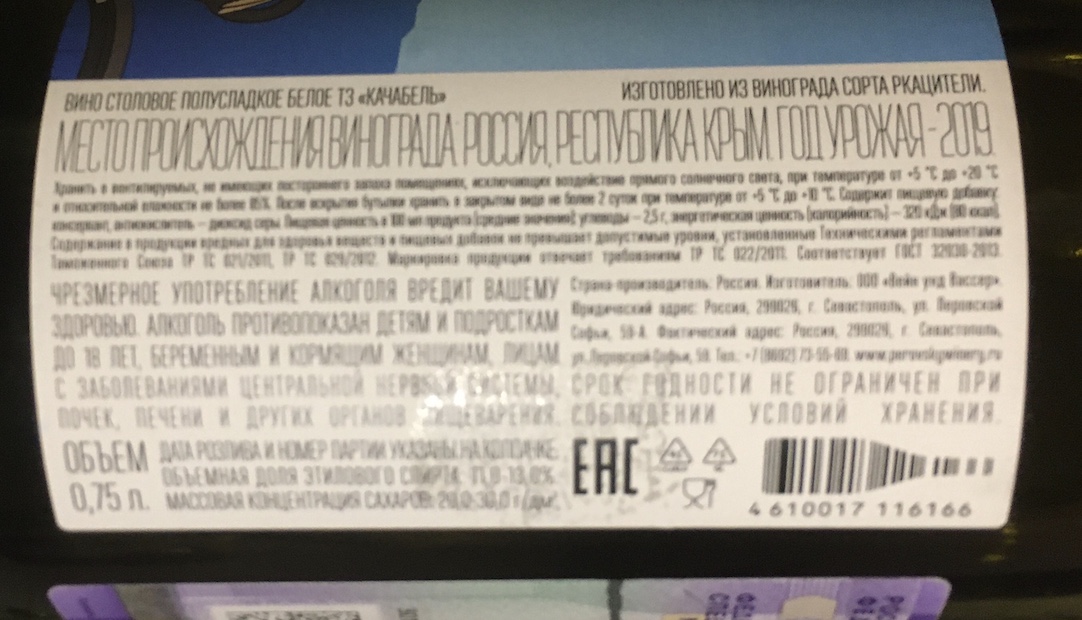 ВИНО СТОЛОВОЕ ПОЛУСЛАДКОЕ БЕЛОЕ ТЗ «КАЧАБЕЛЬ»
ИЗГОТОВЛЕНО ИЗ ВИНОГРАДА СОРТА РКАЦИТЕЛИ.
МЕСТО ПРОИСХОЖДЕНИЯ ВИНОГРАДА: РОССИЯ, РЕСПУБЛИКА КРЫМ. ГОД УРОЖАЯ - 2019.
Хранить в вентилируемых, не имеющих постороннего запаха помещениях, исключающих воздействие прямого солнечного света, при температуре от +5 °С до +20 °С
и относительной влажности не более 85%. После вскрытия бутылки хранить в закрытом виде не более 2 суток при температуре от +5 °С до +10 °С. Содержит пищевую добавку:
консервант, антиокислитель – диоксид серы. Пищевая ценность в 100 мл продукта (средние значения): углеводы – 2,5 г, энергетическая ценность (калорийность) – 320 кДж (80 ккал).
Содержание в продукции вредных для здоровья веществ и пищевых добавок не превышает допустимые уровни, установленные Техническими регламентами
Таможенного Союза ТР ТС 021/2011, ТР ТС 029/2012. Маркировка продукции отвечает требованиям ТР ТС 022/2011. Соответствует ГОСТ 32030-2013.
ЧРЕЗМЕРНОЕ УПОТРЕБЛЕНИЕ АЛКОГОЛЯ ВРЕДИТ ВАШЕМУ
ЗДОРОВЬЮ. АЛКОГОЛЬ ПРОТИВОПОКАЗАН ДЕТЯМ И ПОДРОСТКАМ
ДО 18 ЛЕТ, БЕРЕМЕННЫМ И КОРМЯЩИМ ЖЕНЩИНАМ, ЛИЦАМ
С ЗАБОЛЕВАНИЯМИ ЦЕНТРАЛЬНОЙ НЕРВНОЙ СИСТЕМЫ,
ПОЧЕК, ПЕЧЕНИ И ДРУГИХ ОРГАНОВ ПИЩЕВАРЕНИЯ.
Страна-производитель: Россия. Изготовитель: ООО «Вейн унд Вассер».
Юридический адрес: Россия, 299026, г. Севастополь, ул. Перовской
Софьи, 59-А. Фактический адрес: Россия, 299026, г. Севастополь,
ул. Перовской Софьи, 59. Тел.: +7 (8692) www.perovskywinery.ru
СРОК ГОДНОСТИ НЕ ОГРАНИЧЕН ПРИ
СОБЛЮДЕНИИ УСЛОВИЙ ХРАНЕНИЯ.
ОБЪЕМ
0,75 л.
ДАТА РОЗЛИВА И НОМЕР ПАРТИИ УКАЗАНЫ НА КОЛПАЧКЕ.
ОБЪЕМНАЯ ДОЛЯ ЭТИЛОВОГО СПИРТА: 11,0-13,0%.
МАССОВАЯ КОНЦЕНТРАЦИЯ САХАРОВ: 20,0-30,0 г/дм³.
EAC
4 610017 116166